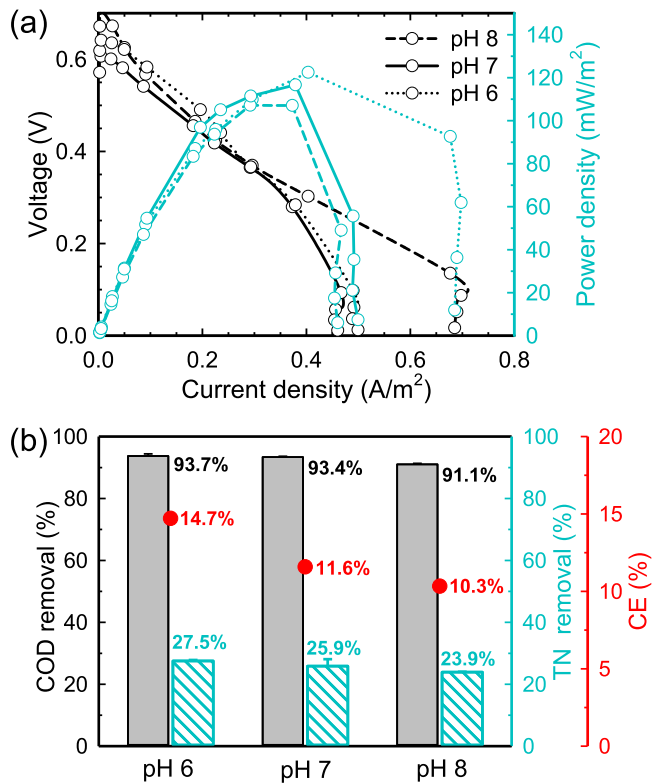 (a)
0.6
0.4
0.2
0.0
Voltage (V)
pH 8
pH 7
pH 6
140
120
100
80
60
40
20
0
Power density (mW/m²)
0.0 0.2 0.4 0.6 0.8
Current density (A/m²)
(b)
100
80
60
40
20
0
COD removal (%)
93.7%
93.4%
91.1%
14.7%
11.6%
10.3%
27.5%
25.9%
23.9%
100
80
60
40
20
0
TN removal (%)
20
15
10
5
0
CE (%)
pH 6 pH 7 pH 8